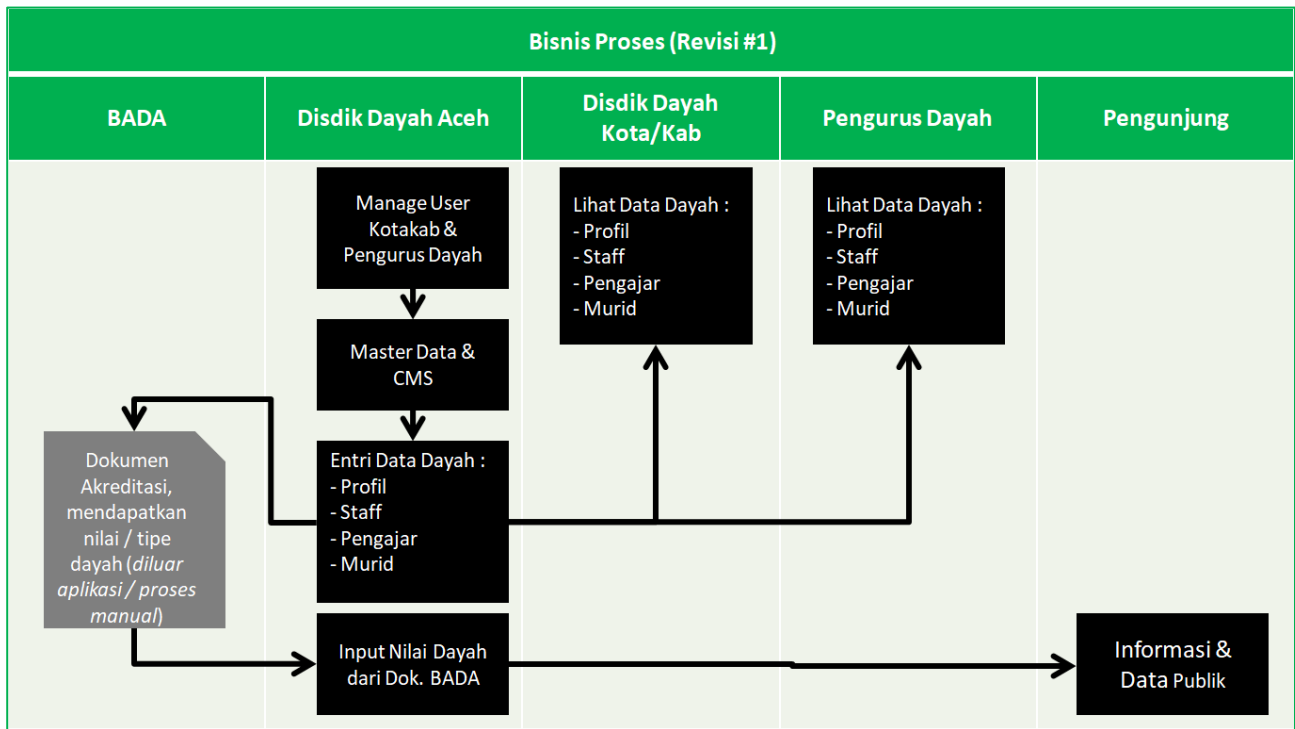 Bisnis Proses (Revisi #1)
BADA
Disdik Dayah Aceh
Disdik Dayah
Kota/Kab
Pengurus Dayah
Pengunjung
Manage User
Kotakab &
Pengurus Dayah
Lihat Data Dayah :
- Profil
- Staff
- Pengajar
- Murid
Lihat Data Dayah :
- Profil
- Staff
- Pengajar
- Murid
Master Data &
CMS
Dokumen
Akreditasi,
mendapatkan
nilai / tipe
dayah (diluar
aplikasi / proses
manual)
Entri Data Dayah :
- Profil
- Staff
- Pengajar
- Murid
Input Nilai Dayah
dari Dok. BADA
Informasi &
Data Publik